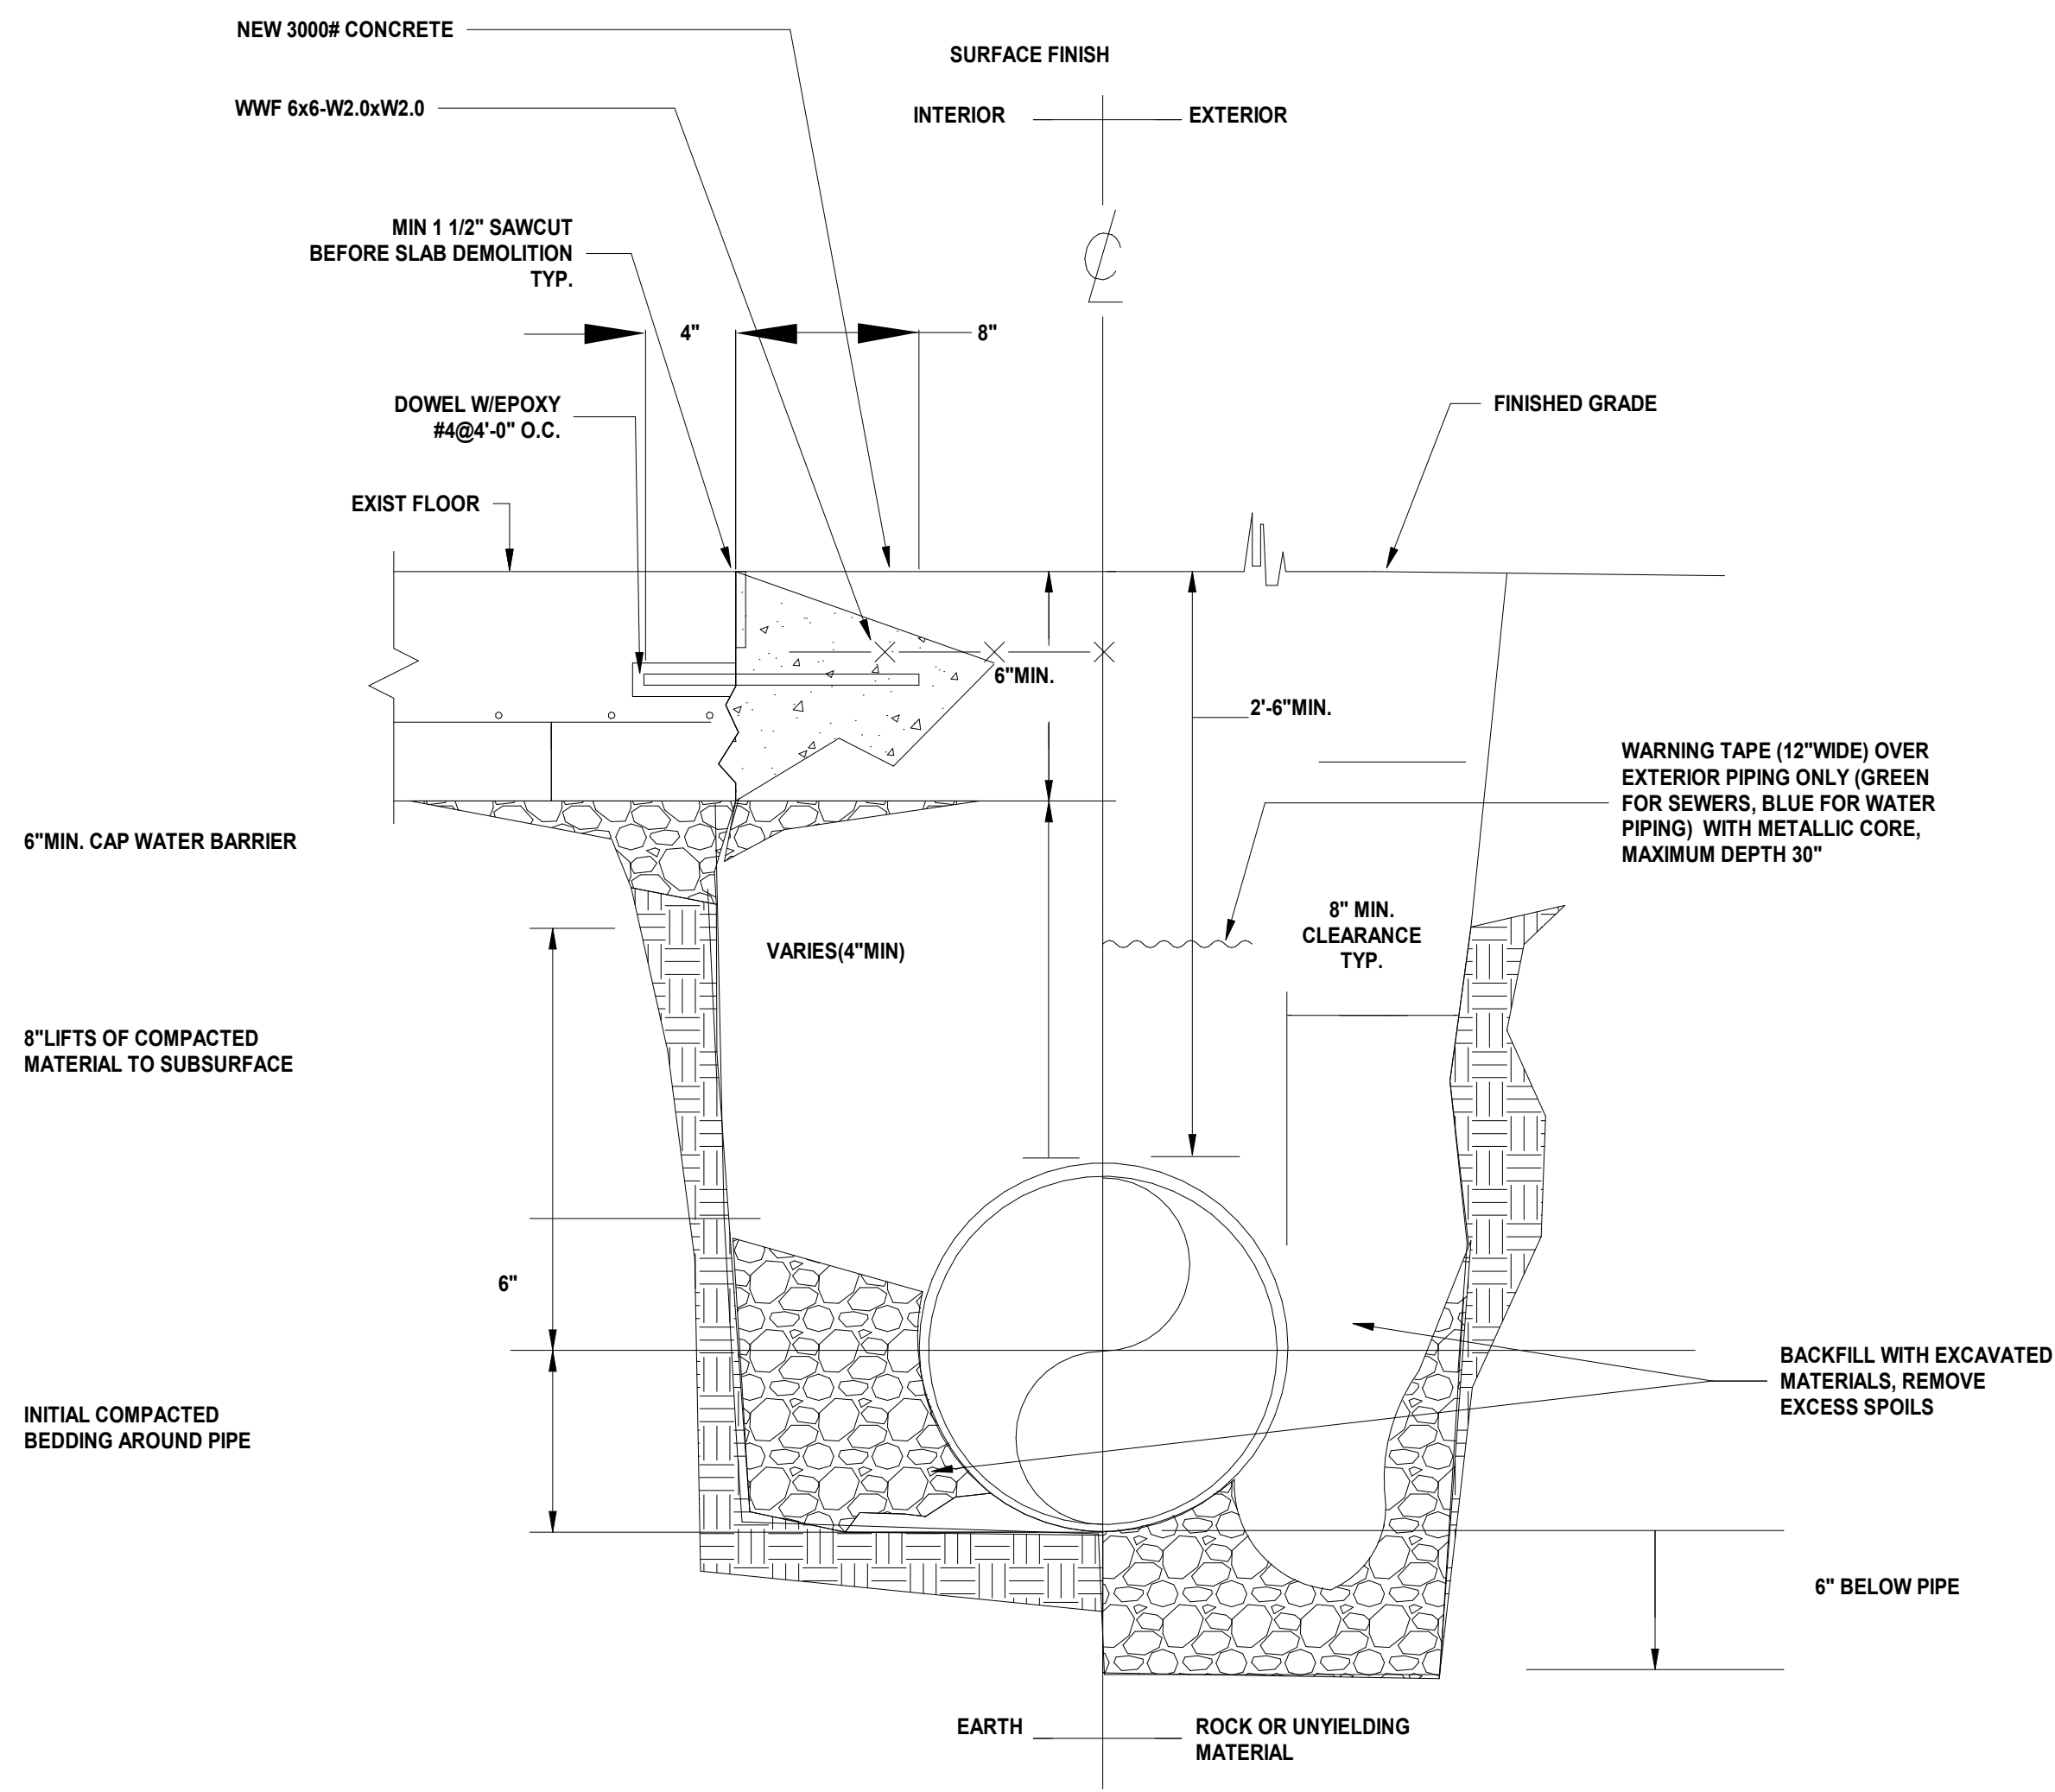 NEW 3000# CONCRETE
SURFACE FINISH
WWF 6x6-W2.0xW2.0
INTERIOR
EXTERIOR
MIN 1 1/2" SAWCUT
BEFORE SLAB DEMOLITION
TYP.
℄
4"
8"
DOWEL W/EPOXY
#4@4'-0" O.C.
FINISHED GRADE
EXIST FLOOR
6"MIN.
2'-6"MIN.
WARNING TAPE (12"WIDE) OVER
EXTERIOR PIPING ONLY (GREEN
FOR SEWERS, BLUE FOR WATER
PIPING) WITH METALLIC CORE,
MAXIMUM DEPTH 30"
6"MIN. CAP WATER BARRIER
8" MIN.
CLEARANCE
TYP.
VARIES(4"MIN)
8"LIFTS OF COMPACTED
MATERIAL TO SUBSURFACE
6"
BACKFILL WITH EXCAVATED
MATERIALS, REMOVE
EXCESS SPOILS
INITIAL COMPACTED
BEDDING AROUND PIPE
6" BELOW PIPE
EARTH
ROCK OR UNYIELDING
MATERIAL